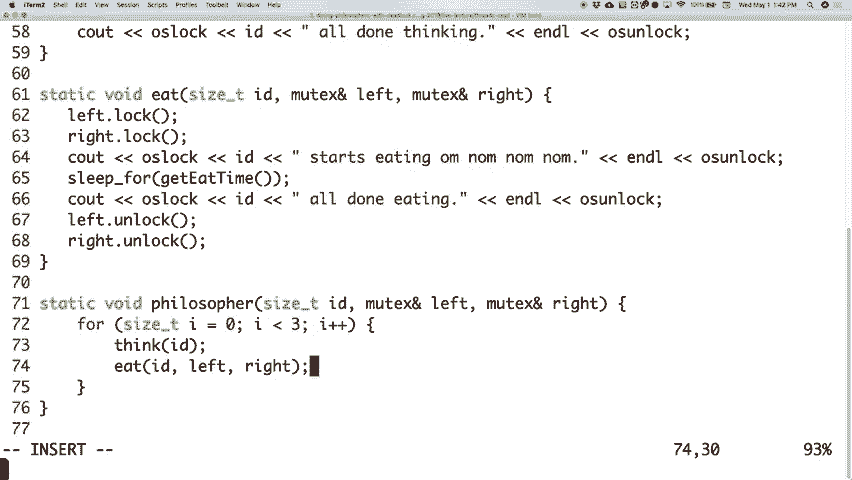 iTerm2 Shell Edit View Session Scripts Profiles Toolbelt Window Help 100% Wed May 1 1:42 PM
58 cout << oslock << id << " all done thinking." << endl << osunlock;
59 }
60
61 static void eat(size_t id, mutex& left, mutex& right) {
62 left.lock();
63 right.lock();
64 cout << oslock << id << " starts eating om nom nom nom." << endl << osunlock;
65 sleep_for(getEatTime());
66 cout << oslock << id << " all done eating." << endl << osunlock;
67 left.unlock();
68 right.unlock();
69 }
70
71 static void philosopher(size_t id, mutex& left, mutex& right) {
72 for (size_t i = 0; i < 3; i++) {
73 think(id);
74 eat(id, left, right);
75 }
76 }
77
-- INSERT -- 74,30 93%